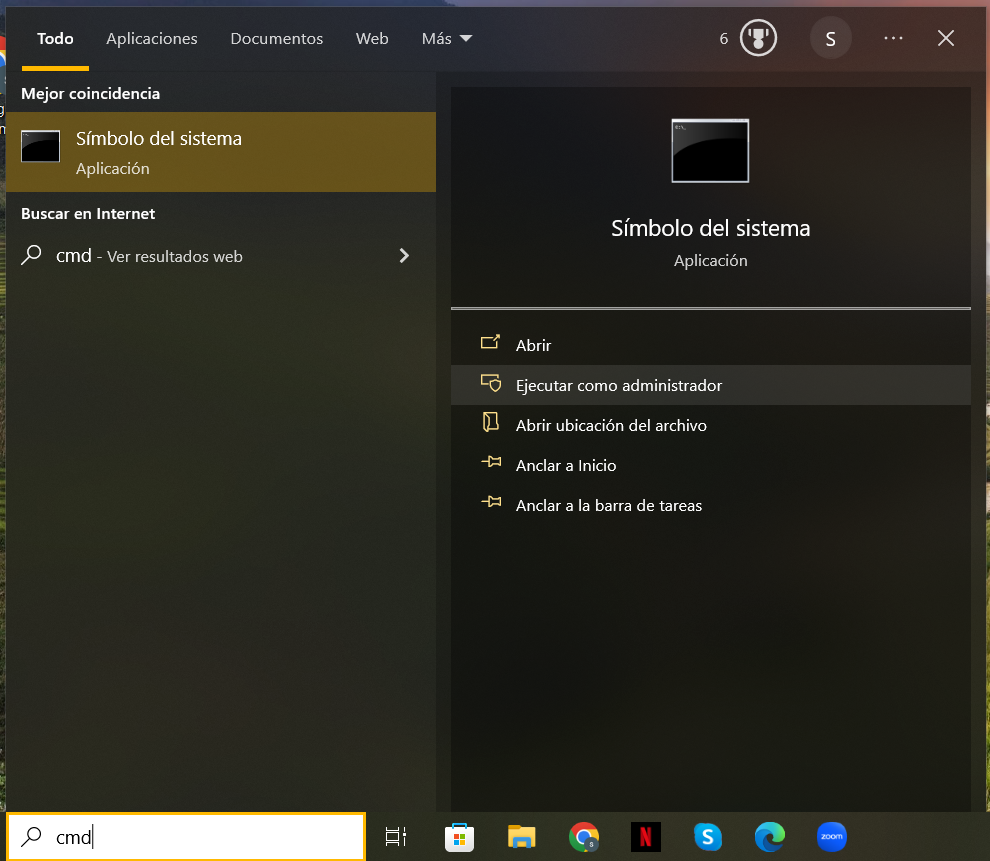 Todo
Aplicaciones
Documentos
Web
Más
6
S
Mejor coincidencia
Símbolo del sistema
Aplicación
Buscar en Internet
cmd - Ver resultados web
Símbolo del sistema
Aplicación
Abrir
Ejecutar como administrador
Abrir ubicación del archivo
Anclar a Inicio
Anclar a la barra de tareas
cmd
S
N
S
zoom